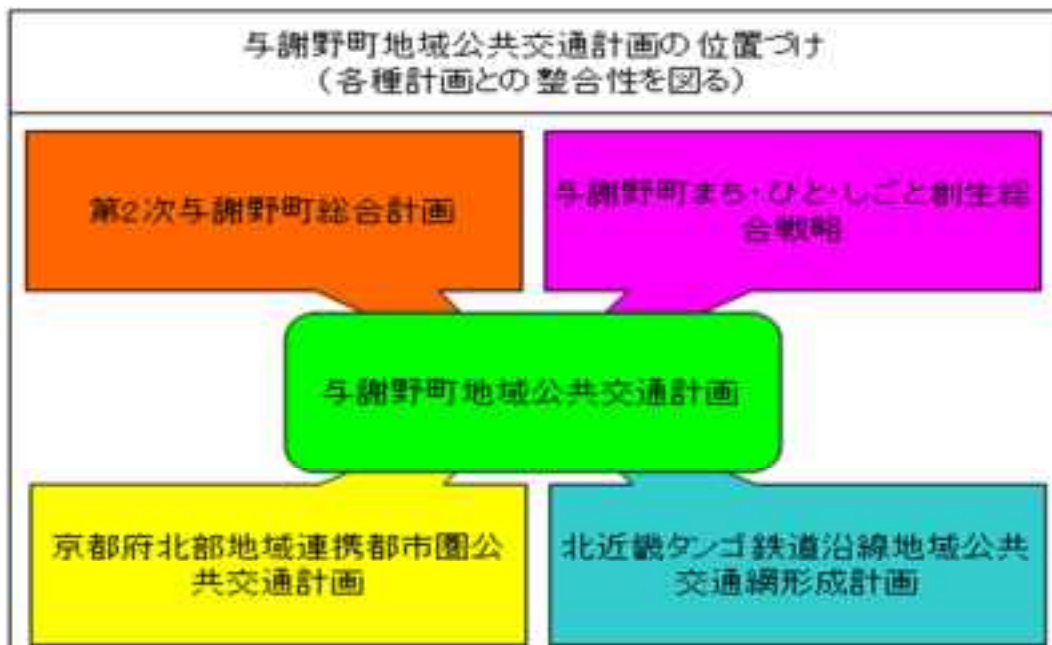 与謝野町地域公共交通計画の位置づけ
(各種計画との整合性を図る)
第2次与謝野町総合計画
与謝野町まち・ひと・しごと創生総
合戦略
与謝野町地域公共交通計画
京都府北部地域連携都市圏公
共交通計画
北近畿タンゴ鉄道沿線地域公共
交通網形成計画